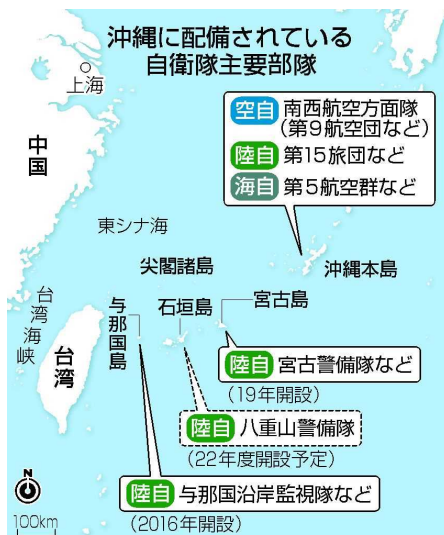 沖縄に配備されている
自衛隊主要部隊
上海
中国
空自 南西航空方面隊
(第9航空団など)
陸自 第15旅団など
海自 第5航空群など
東シナ海
尖閣諸島
沖縄本島
台湾海峡
台湾
与那国島
石垣島
宮古島
陸自 宮古警備隊など
(19年開設)
陸自 八重山警備隊
(22年度開設予定)
陸自 与那国沿岸監視隊など
(2016年開設)
N
100km